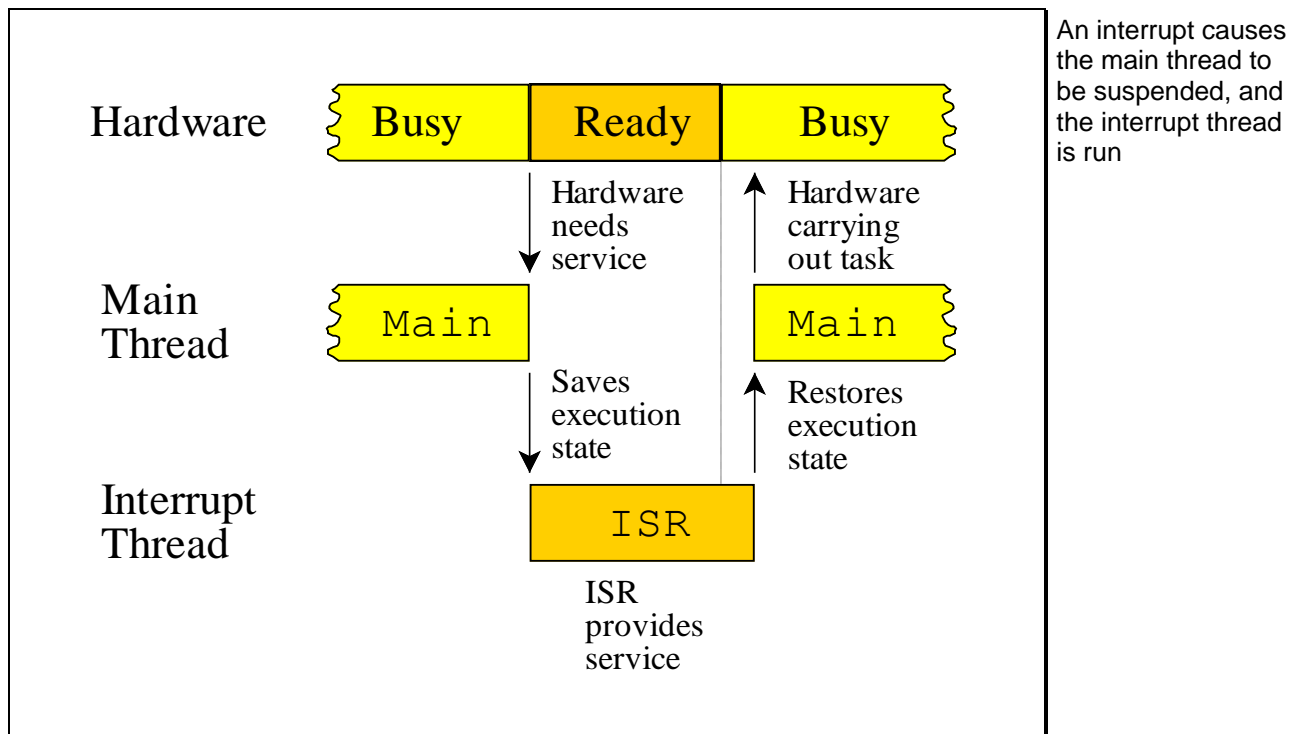 Hardware
Busy
Ready
Busy
Hardware
needs
service
Hardware
carrying
out task
Main
Thread
Main
Main
Saves
execution
state
Restores
execution
state
Interrupt
Thread
ISR
ISR
provides
service
An interrupt causes
the main thread to
be suspended, and
the interrupt thread
is run